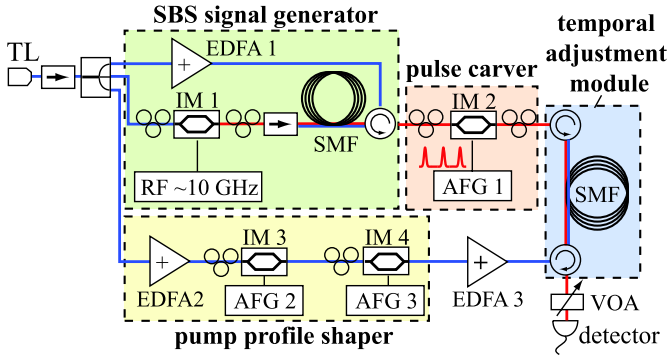 SBS signal generator
temporal
adjustment
module
TL
EDFA 1
pulse carver
IM 1
IM 2
SMF
RF ~10 GHz
AFG 1
SMF
IM 3
IM 4
EDFA2
AFG 2
AFG 3
EDFA 3
VOA
pump profile shaper
detector